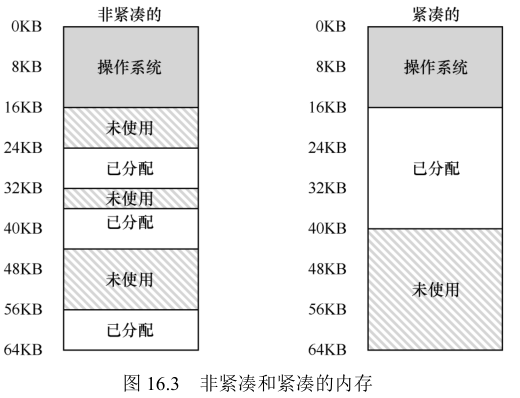 非紧凑的
0KB
8KB
操作系统
16KB
未使用
24KB
已分配
32KB
未使用
已分配
40KB
48KB
未使用
56KB
已分配
64KB
紧凑的
0KB
8KB
操作系统
16KB
24KB
已分配
32KB
40KB
48KB
未使用
56KB
64KB
图 16.3 非紧凑和紧凑的内存